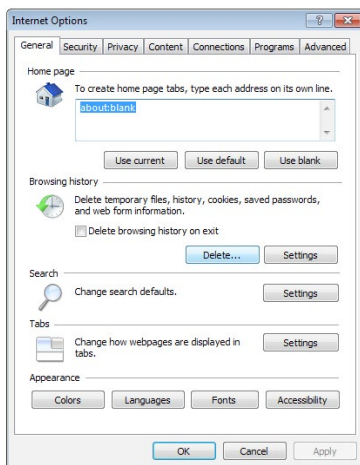 Internet Options
General Security Privacy Content Connections Programs Advanced
Home page
To create home page tabs, type each address on its own line.
about:blank
Use current Use default Use blank
Browsing history
Delete temporary files, history, cookies, saved passwords,
and web form information.
Delete browsing history on exit
Delete... Settings
Search
Change search defaults. Settings
Tabs
Change how webpages are displayed in
tabs.
Settings
Appearance
Colors Languages Fonts Accessibility
OK Cancel Apply